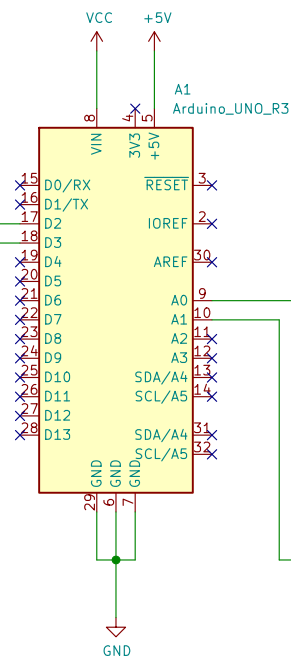 VCC +5V
A1
Arduino_UNO_R3
8 4 5
VIN 3V3 +5V
15 D0/RX RESET 3
16 D1/TX
17 D2 IOREF 2
18 D3
19 D4 AREF 30
20 D5
21 D6 A0 9
22 D7 A1 10
23 D8 A2 11
24 D9 A3 12
25 D10 SDA/A4 13
26 D11 SCL/A5 14
27 D12
28 D13 SDA/A4 31
SCL/A5 32
GND GND GND
29 6 7
GND